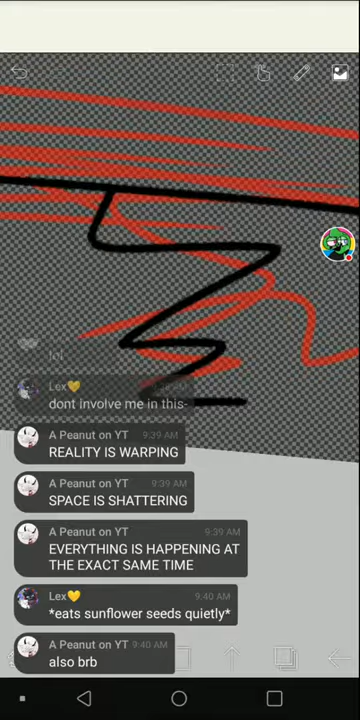 lol
Lex💛
dont involve me in this-
A Peanut on YT 9:39 AM
REALITY IS WARPING
A Peanut on YT 9:39 AM
SPACE IS SHATTERING
A Peanut on YT 9:39 AM
EVERYTHING IS HAPPENING AT
THE EXACT SAME TIME
Lex💛 9:40 AM
*eats sunflower seeds quietly*
A Peanut on YT 9:40 AM
also brb